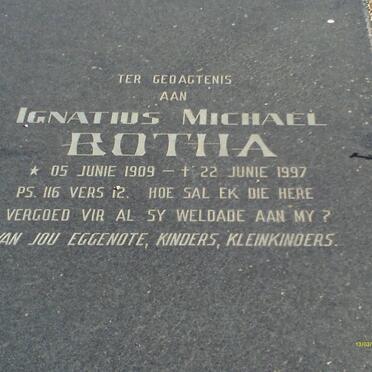 TER GEDAGTENIS
AAN
IGNATIUS MICHAEL
BOTHA
★ 05 JUNIE 1909 – † 22 JUNIE 1997
PS. 116 VERS 12. HOE SAL EK DIE HERE
VERGOED VIR AL SY WELDADE AAN MY?
VAN JOU EGGENOTE, KINDERS, KLEINKINDERS.